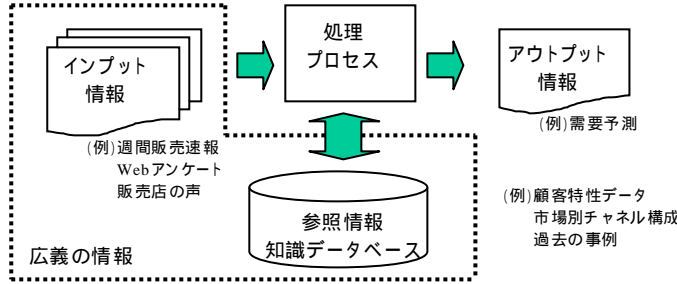 インプット
情報
処理
プロセス
アウトプット
情報
(例)週間販売速報
Webアンケート
販売店の声
(例)需要予測
参照情報
知識データベース
(例)顧客特性データ
市場別チャネル構成
過去の事例
広義の情報